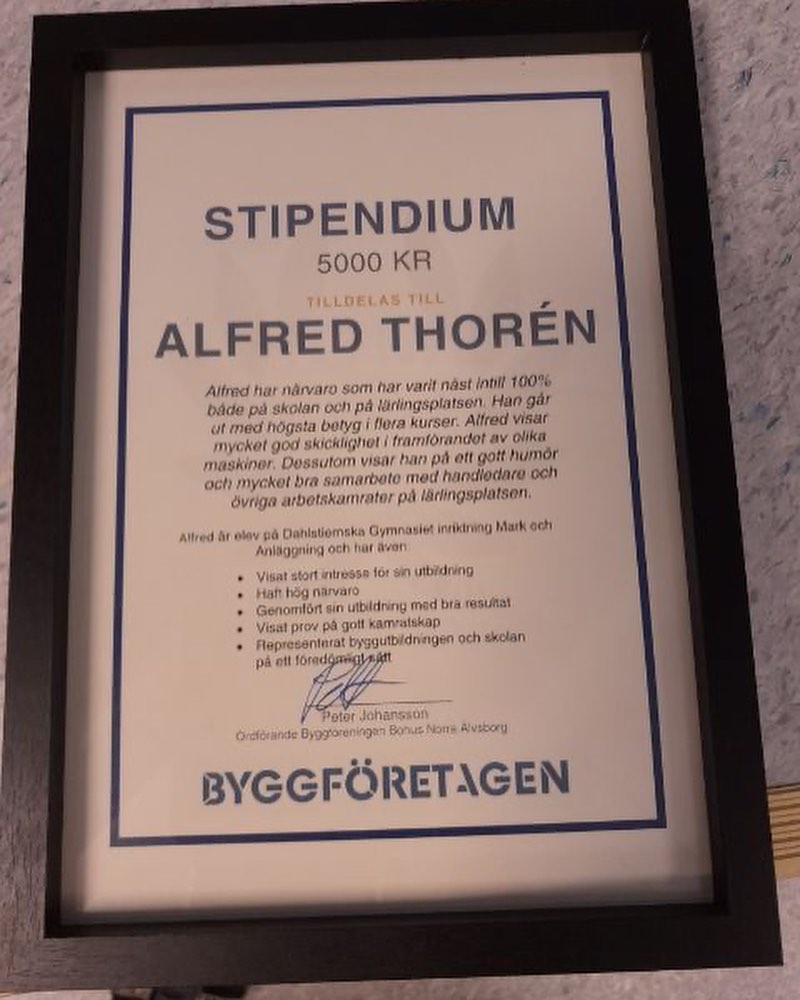 STIPENDIUM
5000 KR
TILLDELAS TILL
ALFRED THORÉN
Alfred har närvaro som har varit näst intill 100%
både på skolan och på lärlingsplatsen. Han går
ut med högsta betyg i flera kurser. Alfred visar
mycket god skicklighet i framförandet av olika
maskiner. Dessutom visar han på ett gott humör
och mycket bra samarbete med handledare och
övriga arbetskamrater på lärlingsplatsen.
Alfred är elev på Dahlstiernska Gymnasiet inriktning Mark och
Anläggning och har även:
• Visat stort intresse för sin utbildning
• Haft hög närvaro
• Genomfört sin utbildning med bra resultat
• Visat prov på gott kamratskap
• Representerat byggutbildningen och skolan
på ett föredömligt sätt
Peter Johansson
Ordförande Byggföreningen Bohus Norra Älvsborg
BYGGFÖRETAGEN